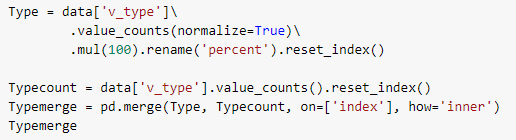 Type = data['v_type']\
        .value_counts(normalize=True)\
        .mul(100).rename('percent').reset_index()

Typecount = data['v_type'].value_counts().reset_index()
Typemerge = pd.merge(Type, Typecount, on=['index'], how='inner')
Typemerge